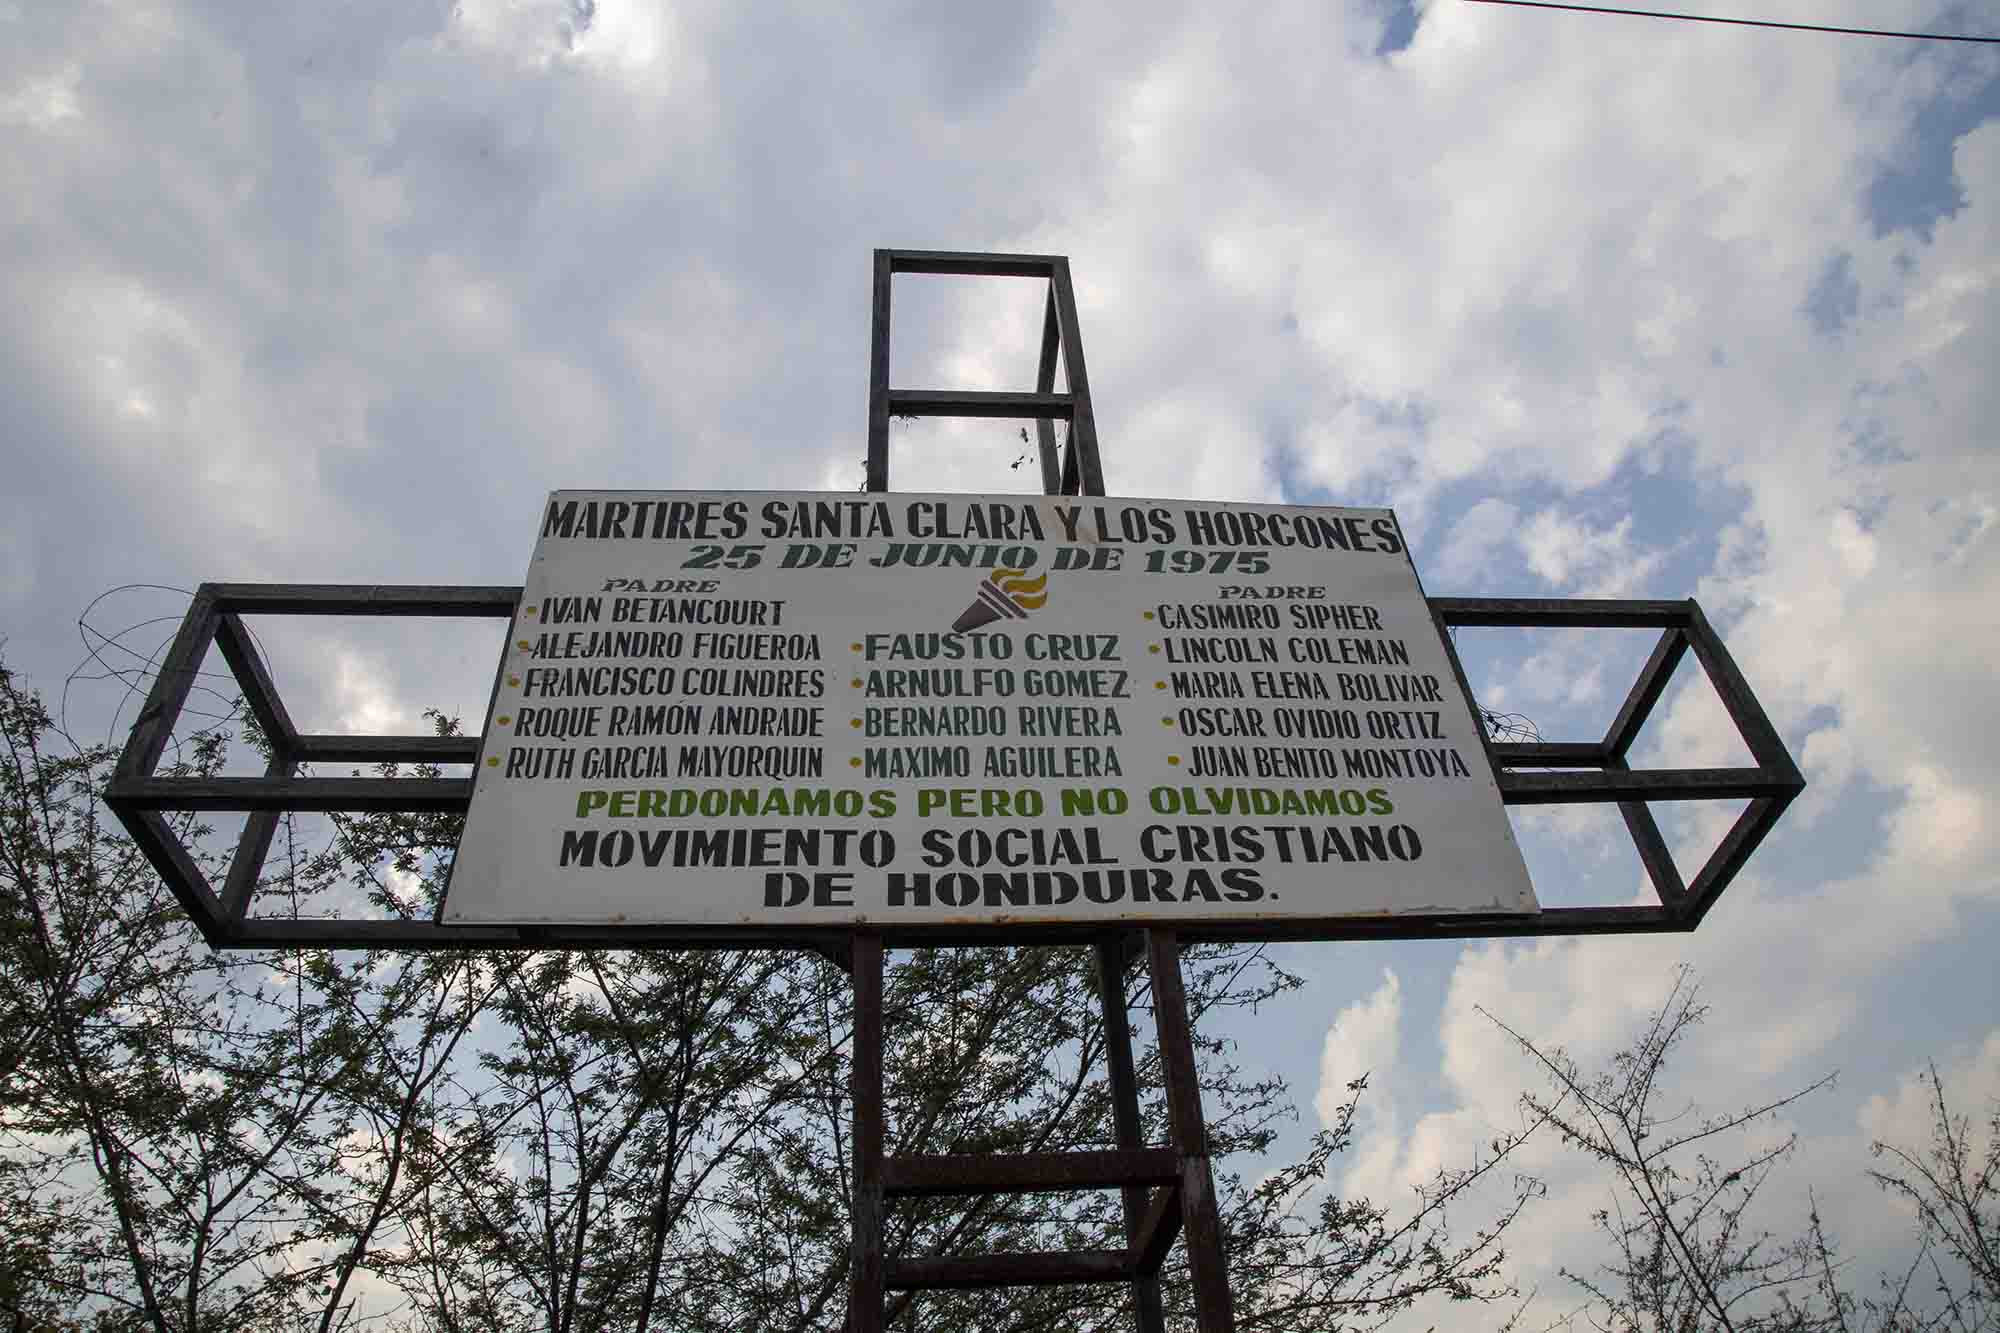 MARTIRES SANTA CLARA Y LOS HORCONES
25 DE JUNIO DE 1975
PADRE
• IVAN BETANCOURT
• ALEJANDRO FIGUEROA
• FRANCISCO COLINDRES
• ROQUE RAMÓN ANDRADE
• RUTH GARCIA MAYORQUIN
• FAUSTO CRUZ
• ARNULFO GOMEZ
• BERNARDO RIVERA
• MAXIMO AGUILERA
PADRE
• CASIMIRO SIPHER
• LINCOLN COLEMAN
• MARIA ELENA BOLIVAR
• OSCAR OVIDIO ORTIZ
• JUAN BENITO MONTOYA
PERDONAMOS PERO NO OLVIDAMOS
MOVIMIENTO SOCIAL CRISTIANO
DE HONDURAS.